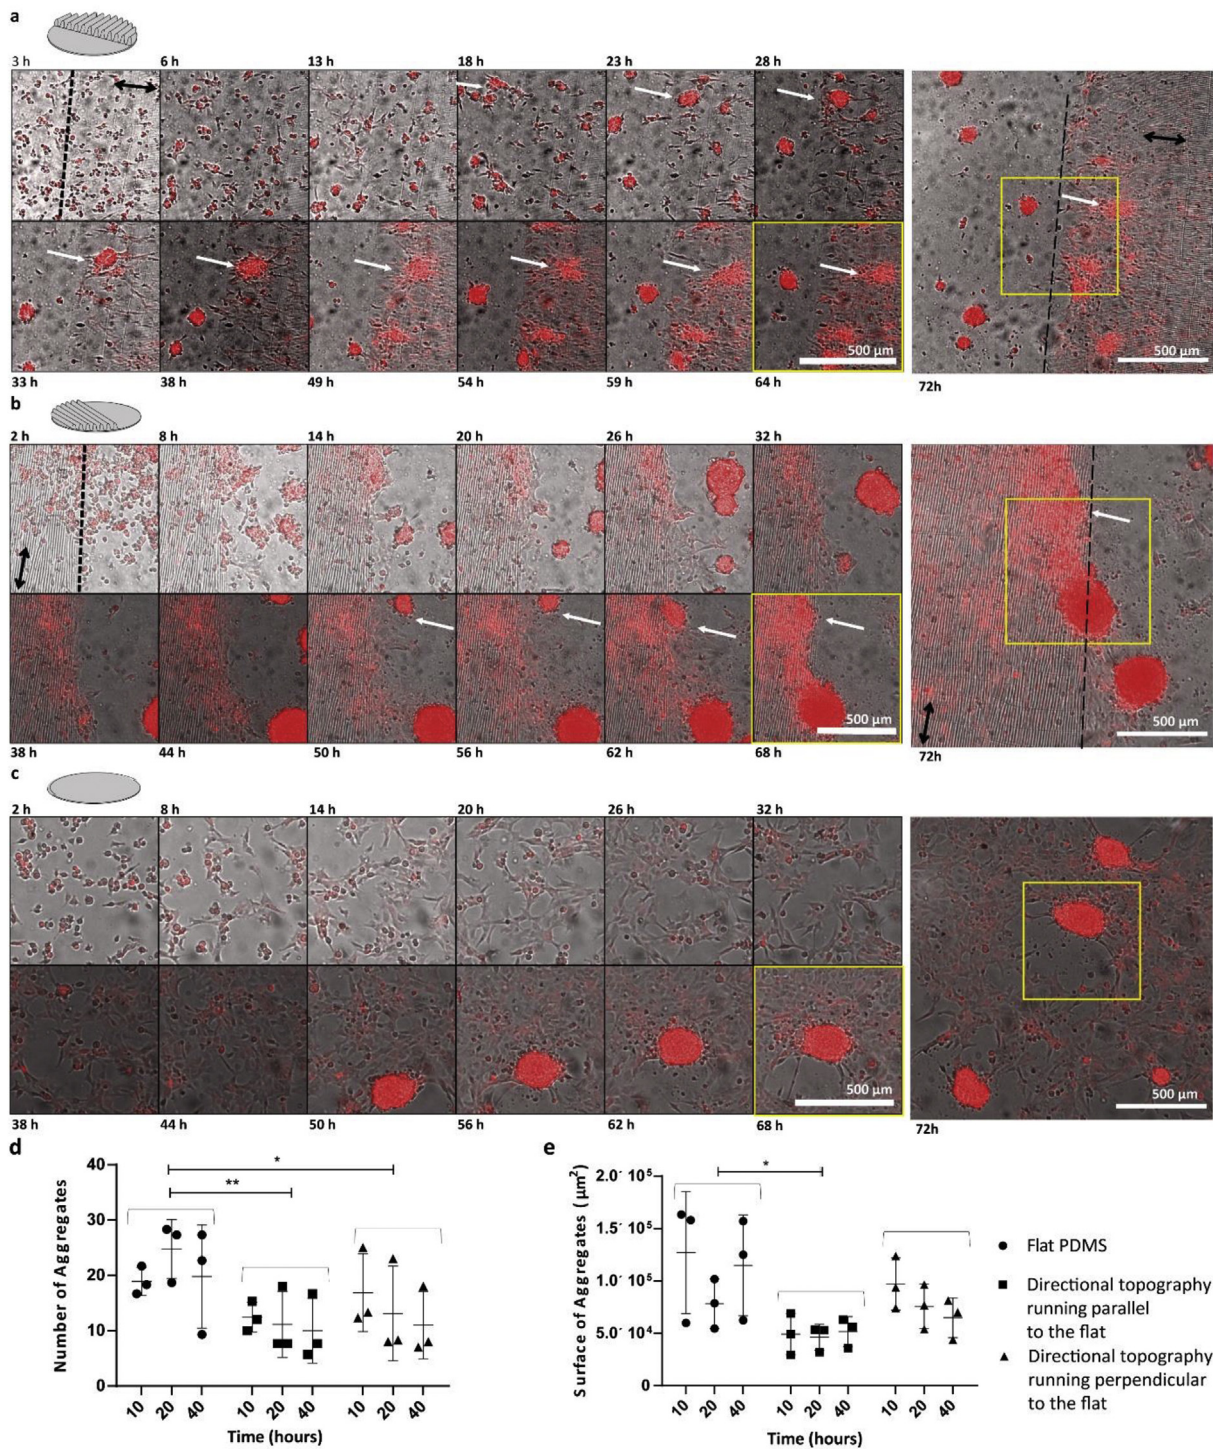 a
3 h 6 h 13 h 18 h 23 h 28 h
500 µm
500 µm
33 h 38 h 49 h 54 h 59 h 64 h 72h
b
2 h 8 h 14 h 20 h 26 h 32 h
500 µm
500 µm
38 h 44 h 50 h 56 h 62 h 68 h 72h
c
2 h 8 h 14 h 20 h 26 h 32 h
500 µm
500 µm
38 h 44 h 50 h 56 h 62 h 68 h 72h
d
Number of Aggregates
40
30
20
10
0
*
**
10 20 40 10 20 40 10 20 40
Time (hours)
e
Surface of Aggregates (µm²)
2.0· 10⁵
1.5· 10⁵
1.0· 10⁵
5.0· 10⁴
0
*
10 20 40 10 20 40 10 20 40
Time (hours)
Flat PDMS
Directional topography
running parallel
to the flat
Directional topography
running perpendicular
to the flat